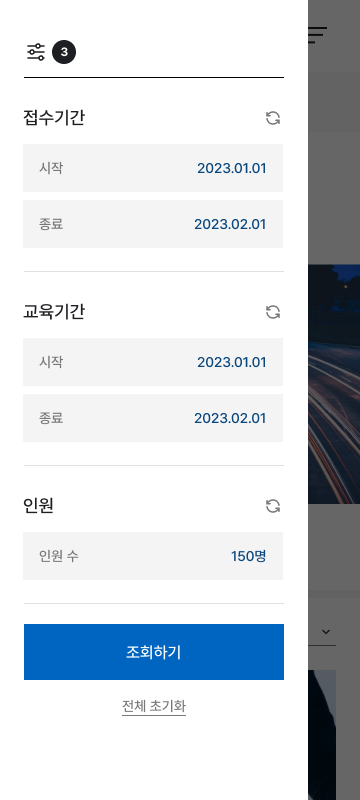 3
접수기간
시작 2023.01.01
종료 2023.02.01
교육기간
시작 2023.01.01
종료 2023.02.01
인원
인원 수 150명
조회하기
전체 초기화